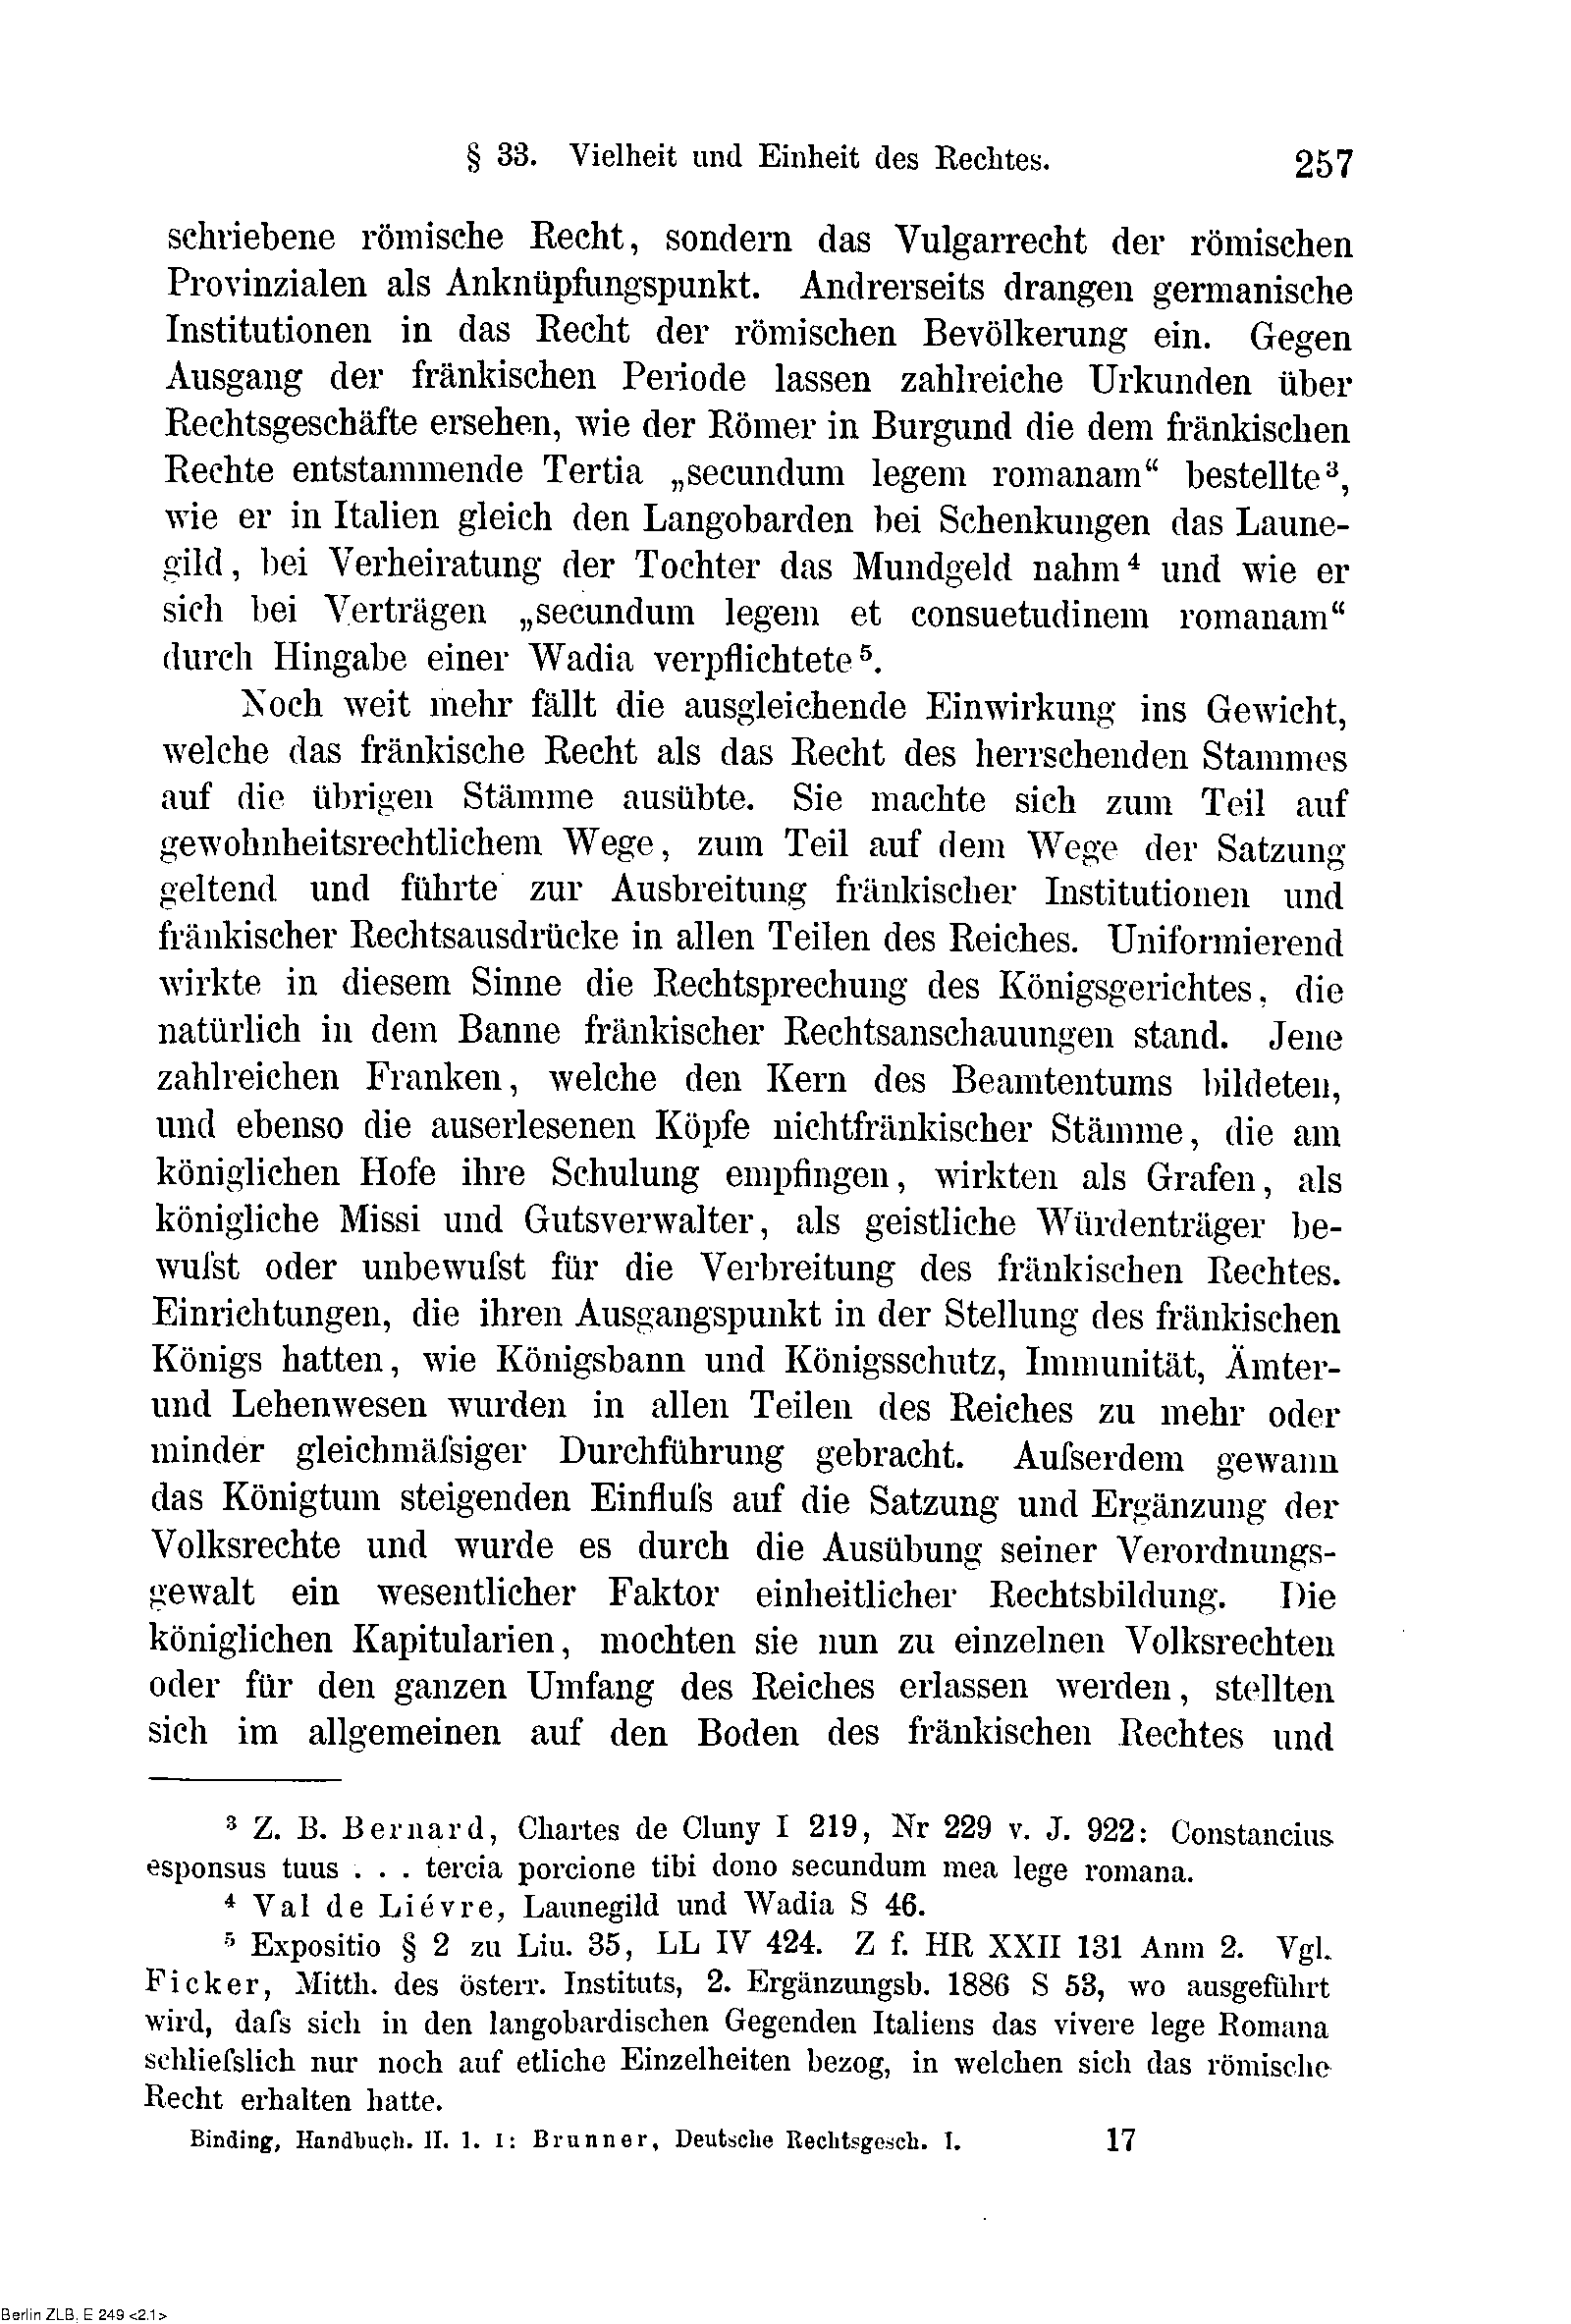 § 33. Vielheit und Einheit des Rechtes. 257
schriebene römische Recht, sondern das Vulgarrecht der römischen
Provinzialen als Anknüpfungspunkt. Andrerseits drangen germanische
Institutionen in das Recht der römischen Bevölkerung ein. Gegen
Ausgang der fränkischen Periode lassen zahlreiche Urkunden über
Rechtsgeschäfte ersehen, wie der Römer in Burgund die dem fränkischen
Rechte entstammende Tertia „secundum legem romanam“ bestellte³,
wie er in Italien gleich den Langobarden bei Schenkungen das Laune-
gild, bei Verheiratung der Tochter das Mundgeld nahm⁴ und wie er
sich bei Verträgen „secundum legem et consuetudinem romanam“
durch Hingabe einer Wadia verpflichtete⁵.
Noch weit mehr fällt die ausgleichende Einwirkung ins Gewicht,
welche das fränkische Recht als das Recht des herrschenden Stammes
auf die übrigen Stämme ausübte. Sie machte sich zum Teil auf
gewohnheitsrechtlichem Wege, zum Teil auf dem Wege der Satzung
geltend und führte zur Ausbreitung fränkischer Institutionen und
fränkischer Rechtsausdrücke in allen Teilen des Reiches. Uniformierend
wirkte in diesem Sinne die Rechtsprechung des Königsgerichtes, die
natürlich in dem Banne fränkischer Rechtsanschauungen stand. Jene
zahlreichen Franken, welche den Kern des Beamtentums bildeten,
und ebenso die auserlesenen Köpfe nichtfränkischer Stämme, die am
königlichen Hofe ihre Schulung empfingen, wirkten als Grafen, als
königliche Missi und Gutsverwalter, als geistliche Würdenträger be-
wuſst oder unbewuſst für die Verbreitung des fränkischen Rechtes.
Einrichtungen, die ihren Ausgangspunkt in der Stellung des fränkischen
Königs hatten, wie Königsbann und Königsschutz, Immunität, Ämter-
und Lehenwesen wurden in allen Teilen des Reiches zu mehr oder
minder gleichmäſsiger Durchführung gebracht. Auſserdem gewann
das Königtum steigenden Einfluſs auf die Satzung und Ergänzung der
Volksrechte und wurde es durch die Ausübung seiner Verordnungs-
gewalt ein wesentlicher Faktor einheitlicher Rechtsbildung. Die
königlichen Kapitularien, mochten sie nun zu einzelnen Volksrechten
oder für den ganzen Umfang des Reiches erlassen werden, stellten
sich im allgemeinen auf den Boden des fränkischen Rechtes und
³ Z. B. Bernard, Chartes de Cluny I 219, Nr 229 v. J. 922: Constancius
esponsus tuus . . . tercia porcione tibi dono secundum mea lege romana.
⁴ Val de Liévre, Launegild und Wadia S 46.
⁵ Expositio § 2 zu Liu. 35, LL IV 424. Z f. HR XXII 131 Anm 2. Vgl.
Ficker, Mitth. des österr. Instituts, 2. Ergänzungsb. 1886 S 53, wo ausgeführt
wird, daſs sich in den langobardischen Gegenden Italiens das vivere lege Romana
schlieſslich nur noch auf etliche Einzelheiten bezog, in welchen sich das römische
Recht erhalten hatte.
Binding, Handbuch. II. 1. I: Brunner, Deutsche Rechtsgesch. I. 17
Berlin ZLB, E 249 <2.1>